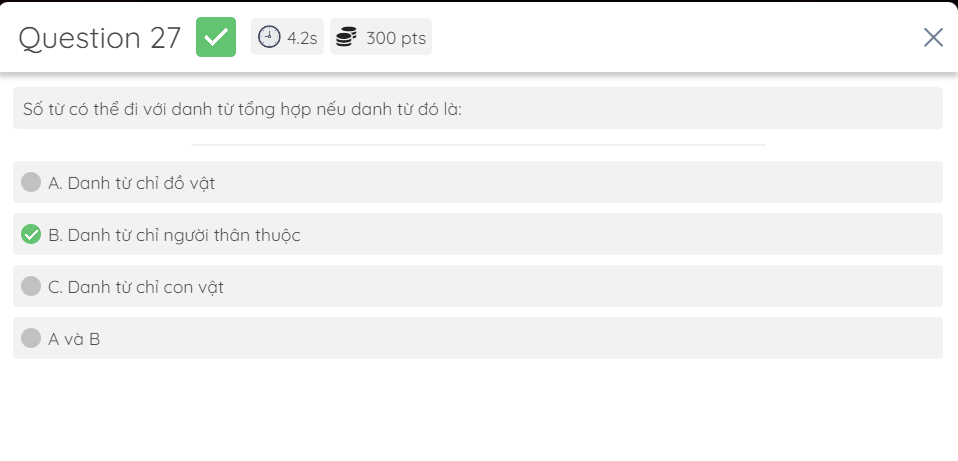 Question 27 4.2s 300 pts
Số từ có thể đi với danh từ tổng hợp nếu danh từ đó là:
A. Danh từ chỉ đồ vật
B. Danh từ chỉ người thân thuộc
C. Danh từ chỉ con vật
A và B